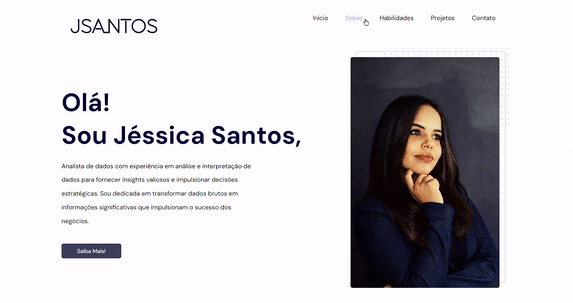 JSANTOS
Início Sobre Habilidades Projetos Contato
Olá!
Sou Jéssica Santos,
Analista de dados com experiência em análise e interpretação de
dados para fornecer insights valiosos e impulsionar decisões
estratégicas. Sou dedicada em transformar dados brutos em
informações significativas que impulsionam o sucesso dos
negócios.
Saiba Mais!